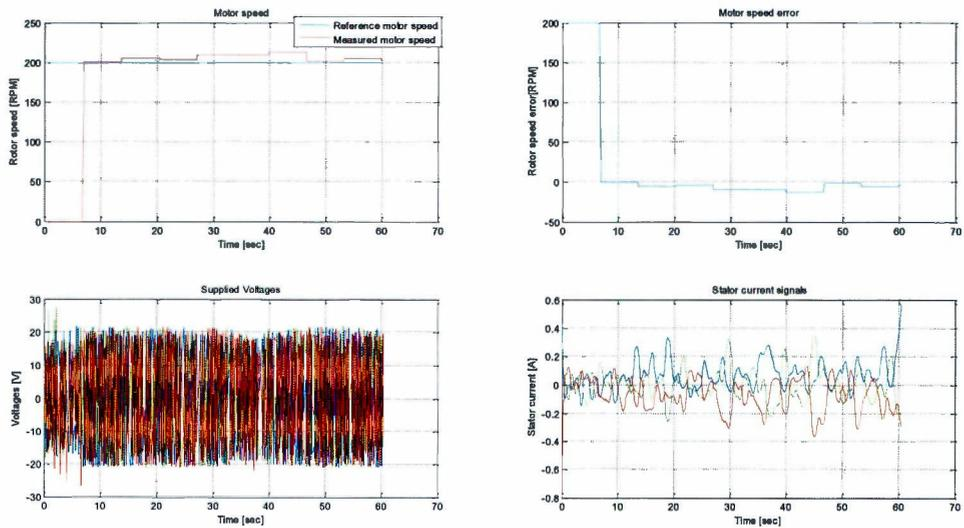 Motor speed
250
200
150
100
50
0
Rotor speed [RPM]
Reference motor speed
Measured motor speed
0 10 20 30 40 50 60 70
Time [sec]
Motor speed error
200
150
100
50
0
-50
Rotor speed error[RPM]
0 10 20 30 40 50 60 70
Time [sec]
Supplied Voltages
30
20
10
0
-10
-20
-30
Voltages [V]
0 10 20 30 40 50 60 70
Time [sec]
Stator current signals
0.6
0.4
0.2
0
-0.2
-0.4
-0.6
-0.8
Stator current [A]
0 10 20 30 40 50 60 70
Time [sec]